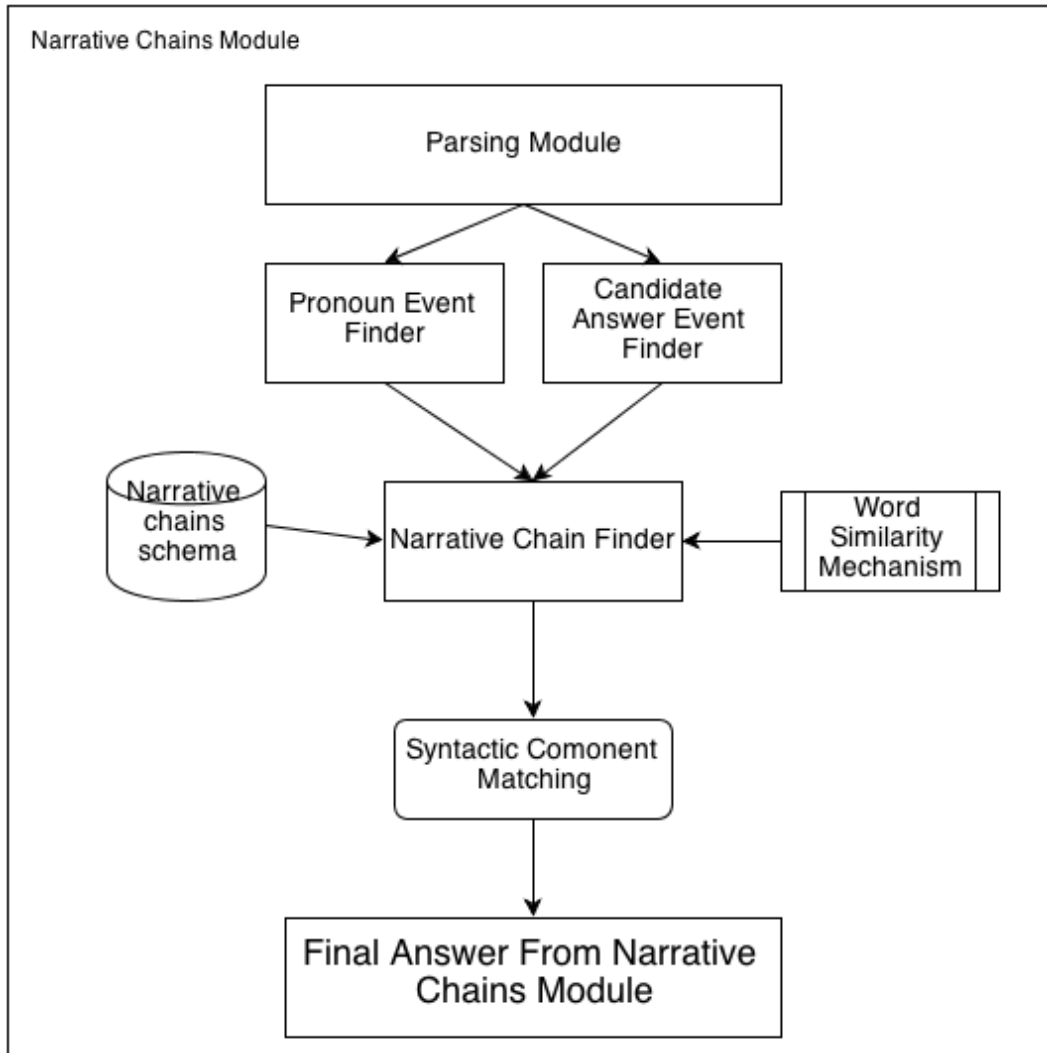 Narrative Chains Module
Parsing Module
Pronoun Event
Finder
Candidate
Answer Event
Finder
Narrative
chains
schema
Narrative Chain Finder
Word
Similarity
Mechanism
Syntactic Comonent
Matching
Final Answer From Narrative
Chains Module